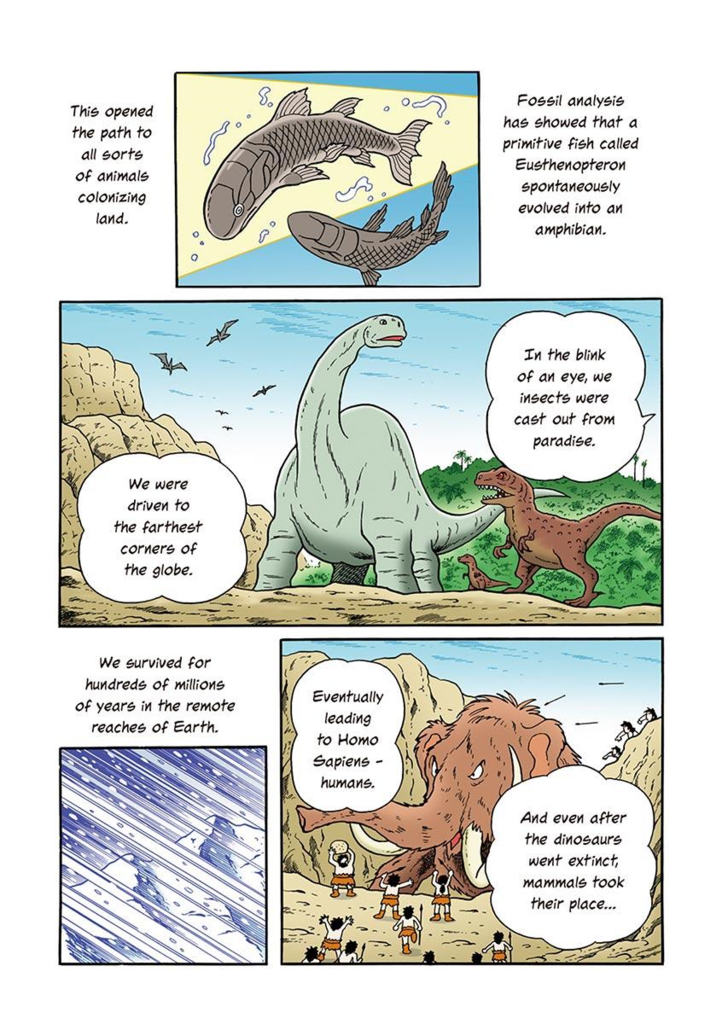 Fossil analysis
has showed that a
primitive fish called
Eusthenopteron
spontaneously
evolved into an
amphibian.
This opened
the path to
all sorts
of animals
colonizing
land.
In the blink
of an eye, we
insects were
cast out from
paradise.
We were
driven to
the farthest
corners of
the globe.
We survived for
hundreds of millions
of years in the remote
reaches of Earth.
And even after
the dinosaurs
went extinct,
mammals took
their place...
Eventually
leading
to Homo
Sapiens -
humans.